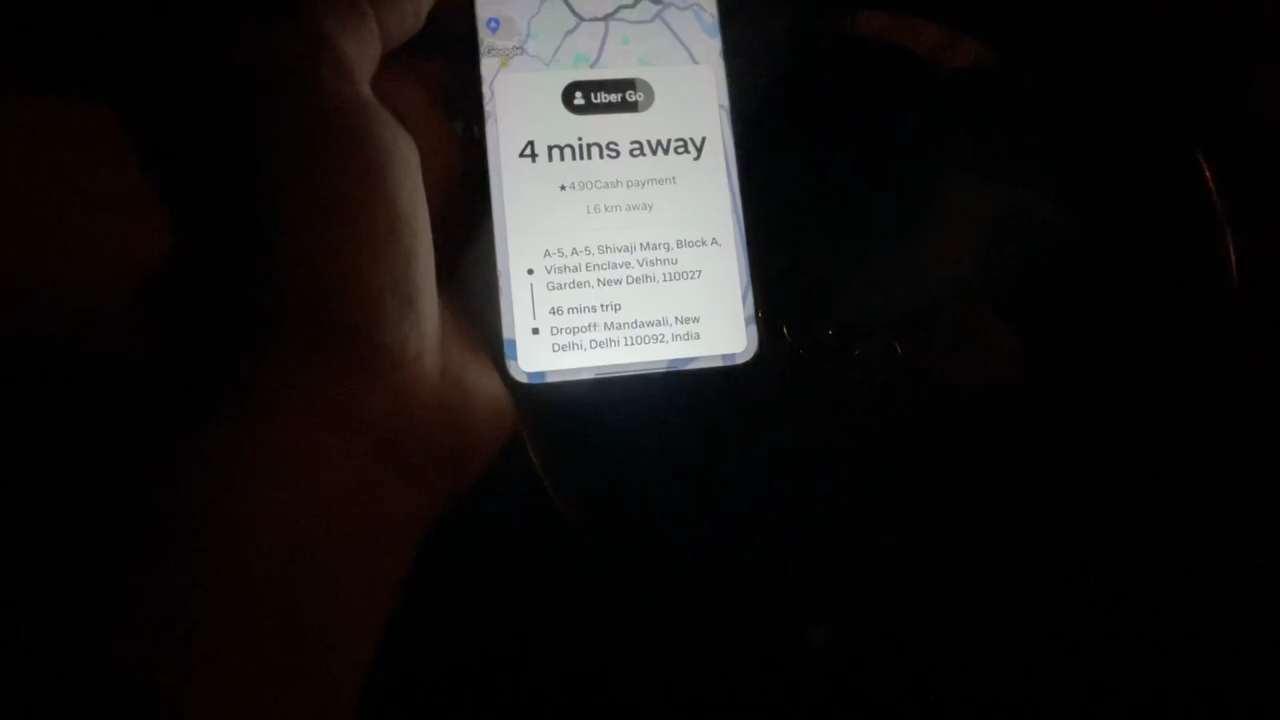 Google
Uber Go
4 mins away
★4.90Cash payment
1.6 km away
A-5, A-5, Shivaji Marg, Block A,
Vishal Enclave, Vishnu
Garden, New Delhi, 110027
46 mins trip
Dropoff: Mandawali, New
Delhi, Delhi 110092, India